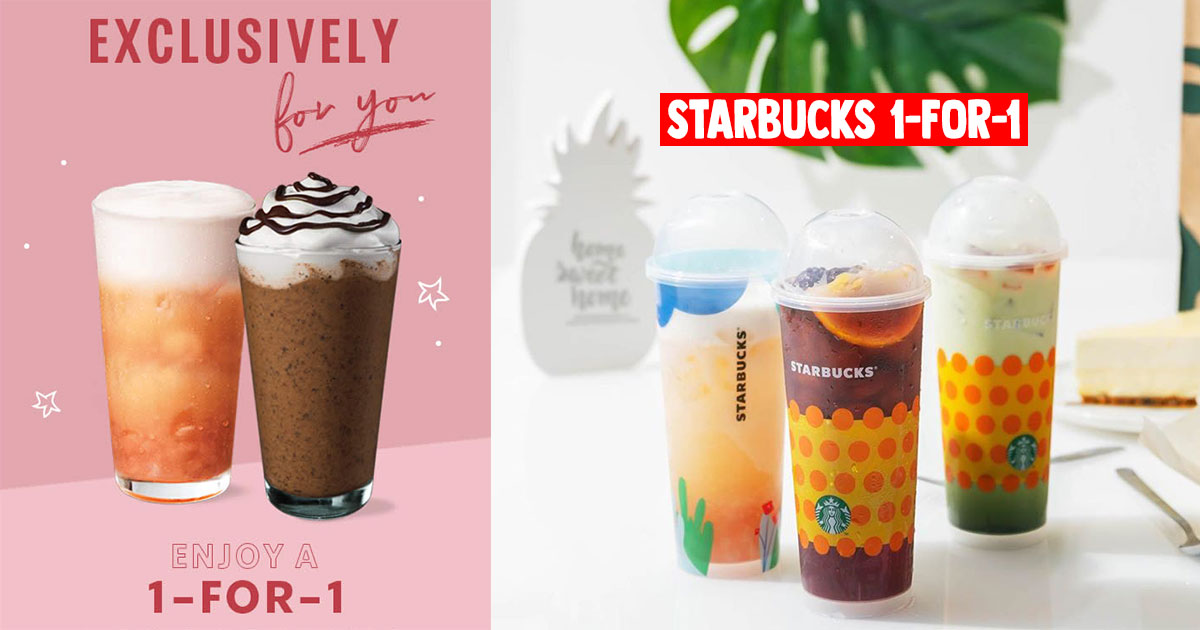 EXCLUSIVELY
for you
ENJOY A
1-FOR-1
STARBUCKS 1-FOR-1
home
sweet
home
STARBUCKS
STARBUCKS
STARBUCKS